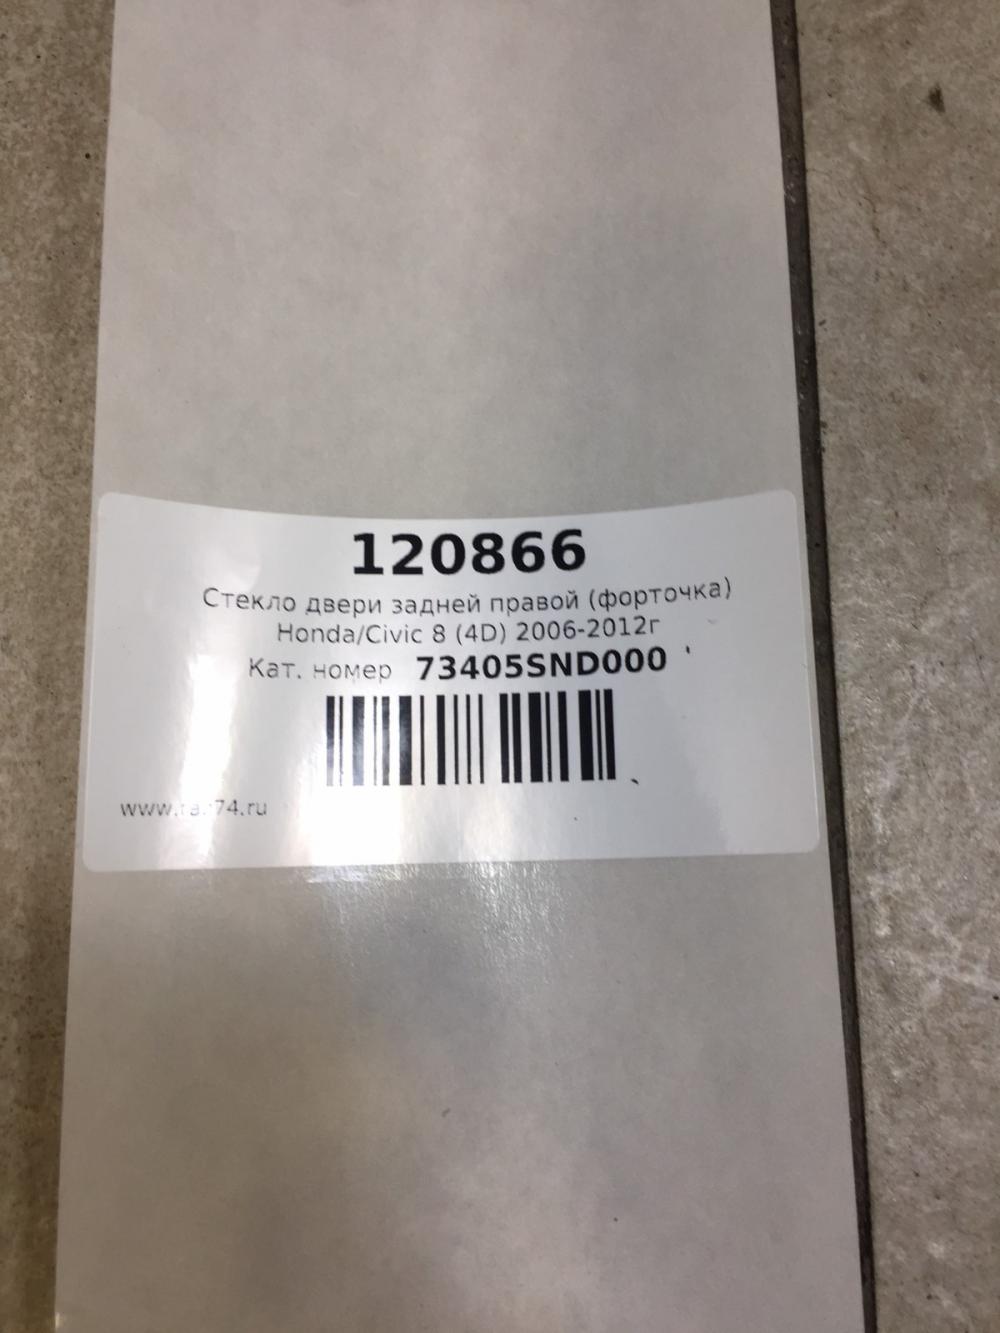 120866
Стекло двери задней правой (форточка)
Honda/Civic 8 (4D) 2006-2012г
Кат. номер 73405SND000